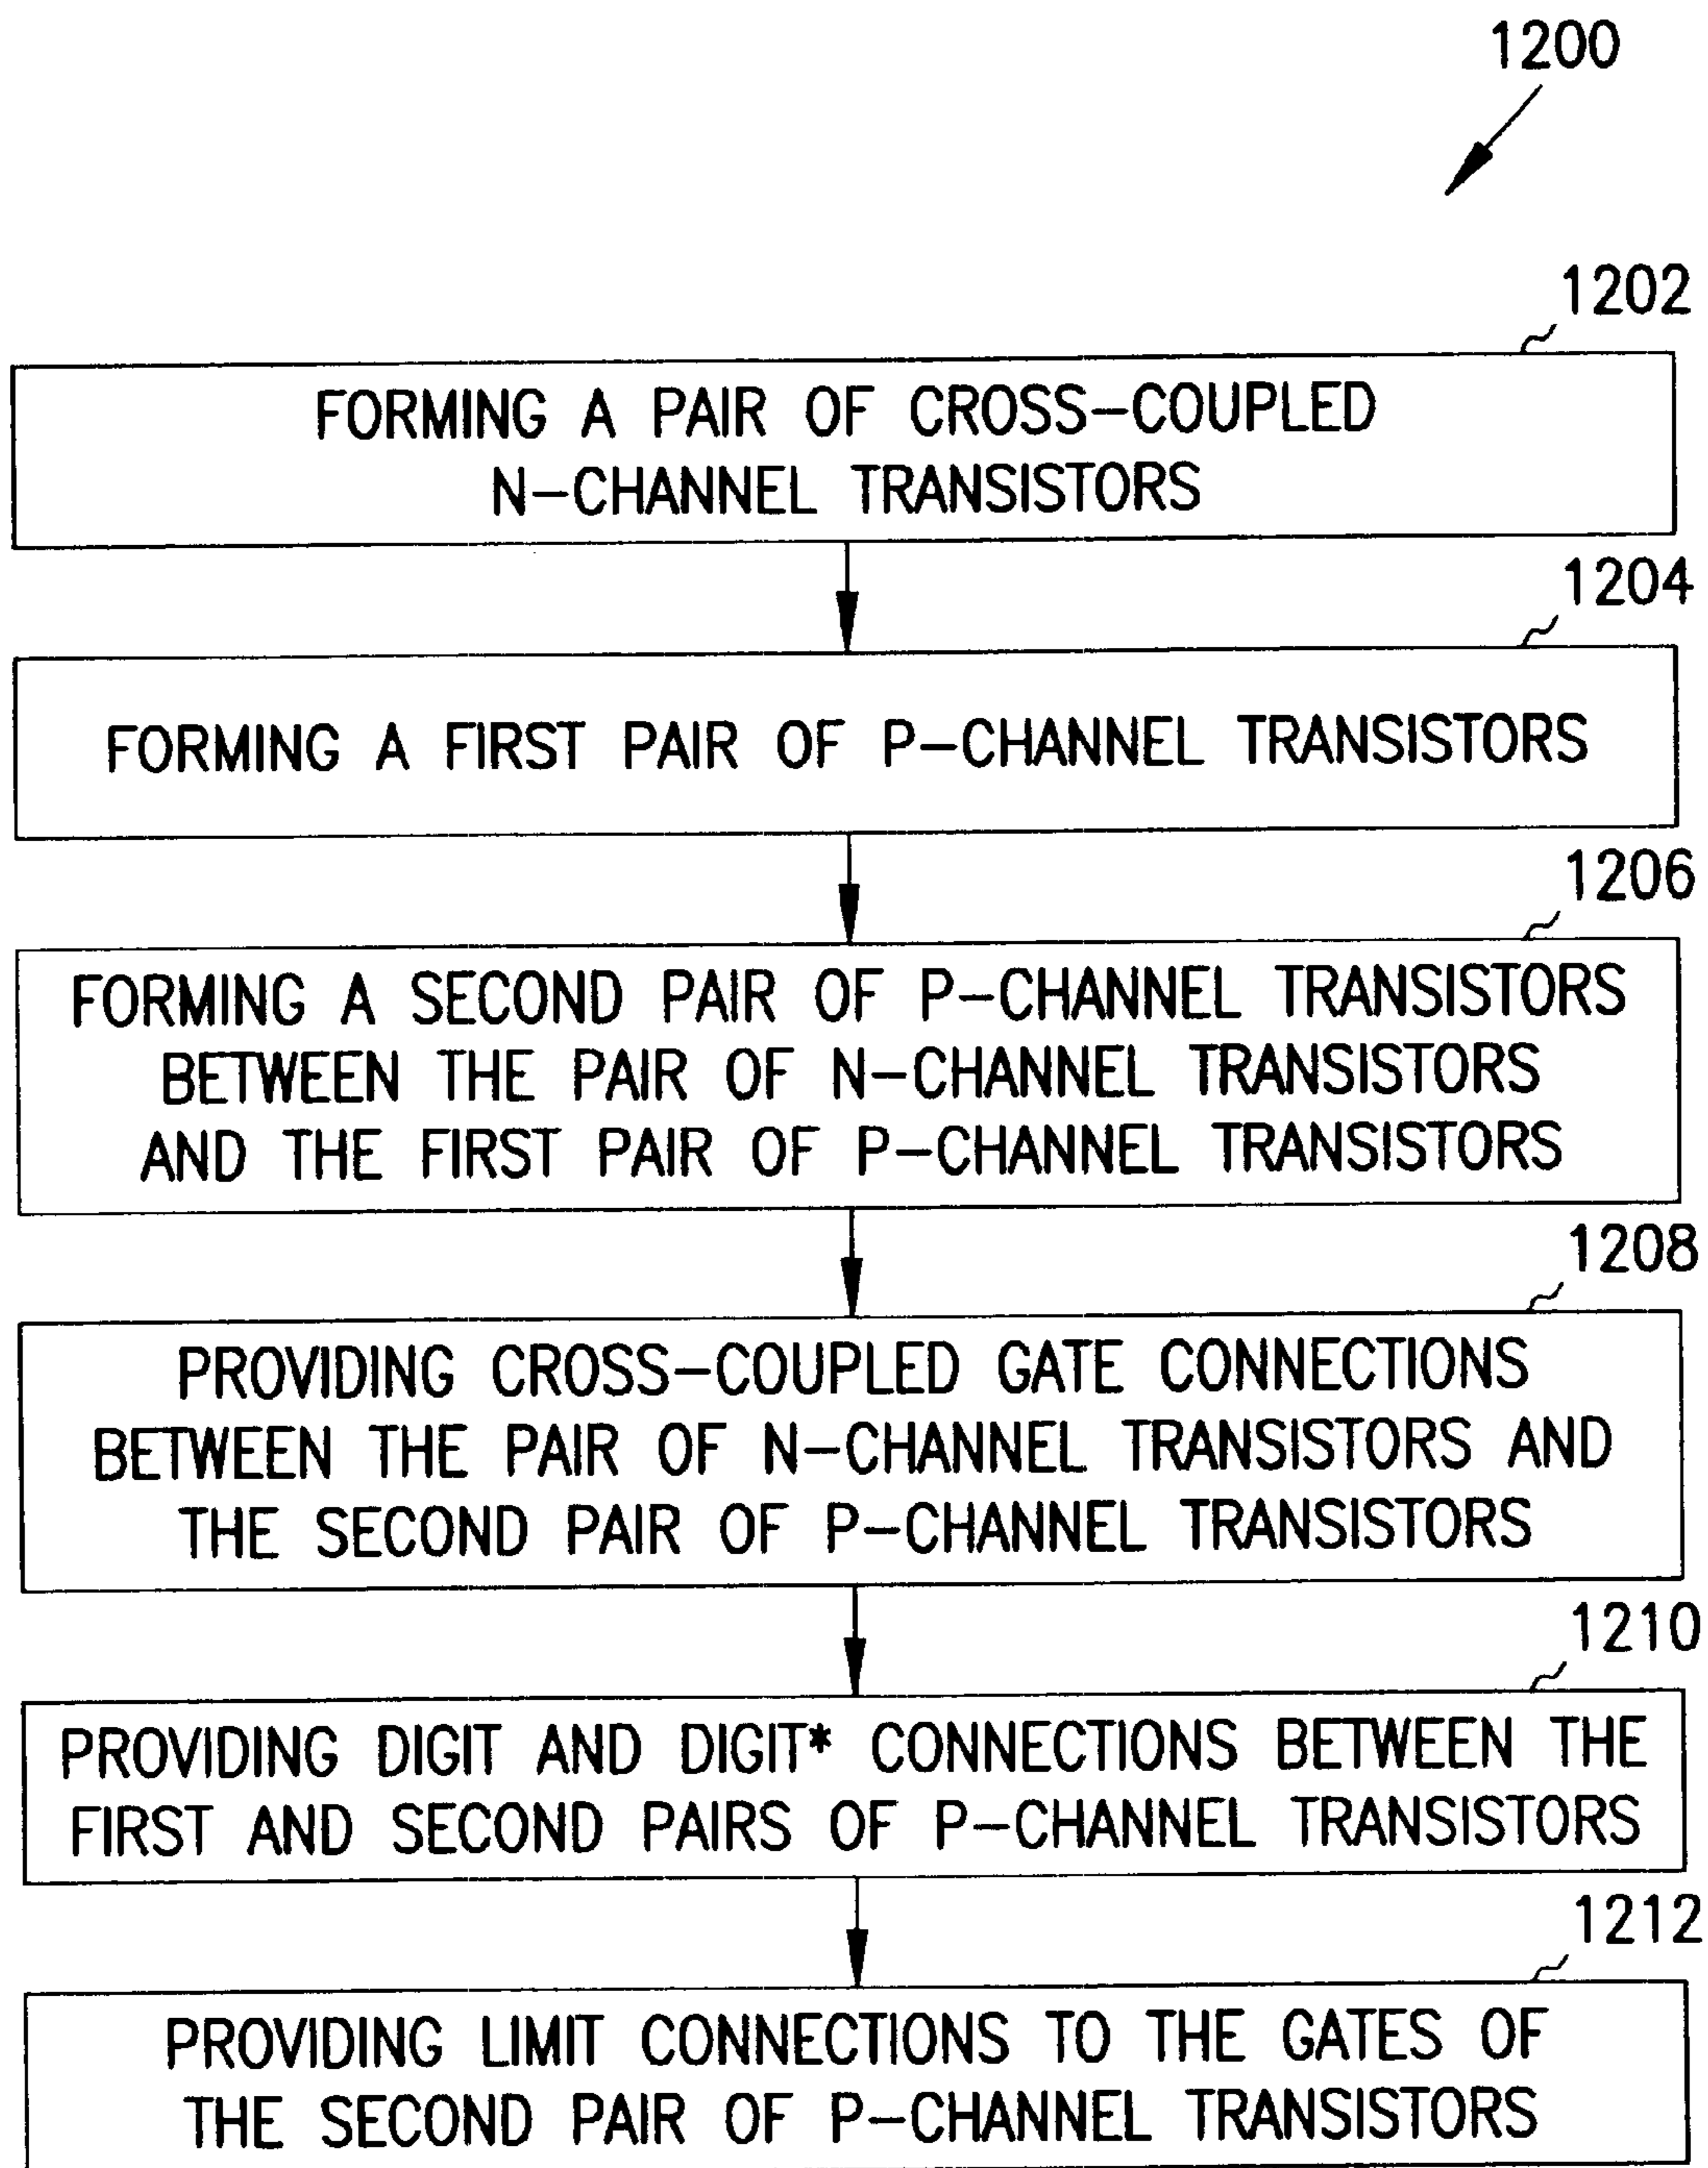 1200
1202
FORMING A PAIR OF CROSS-COUPLED
N-CHANNEL TRANSISTORS
1204
FORMING A FIRST PAIR OF P-CHANNEL TRANSISTORS
1206
FORMING A SECOND PAIR OF P-CHANNEL TRANSISTORS
BETWEEN THE PAIR OF N-CHANNEL TRANSISTORS
AND THE FIRST PAIR OF P-CHANNEL TRANSISTORS
1208
PROVIDING CROSS-COUPLED GATE CONNECTIONS
BETWEEN THE PAIR OF N-CHANNEL TRANSISTORS AND
THE SECOND PAIR OF P-CHANNEL TRANSISTORS
1210
PROVIDING DIGIT AND DIGIT* CONNECTIONS BETWEEN THE
FIRST AND SECOND PAIRS OF P-CHANNEL TRANSISTORS
1212
PROVIDING LIMIT CONNECTIONS TO THE GATES OF
THE SECOND PAIR OF P-CHANNEL TRANSISTORS